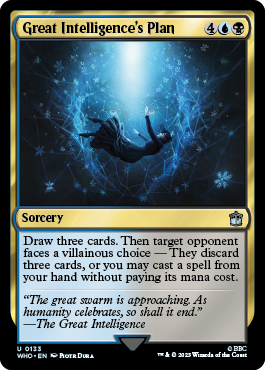 Great Intelligence's Plan 4
Sorcery
Draw three cards. Then target opponent
faces a villainous choice — They discard
three cards, or you may cast a spell from
your hand without paying its mana cost.
“The great swarm is approaching. As
humanity celebrates, so shall it end.”
—The Great Intelligence
U 0133
WHO • EN Piotr Dura
© BBC
™ & © 2023 Wizards of the Coast